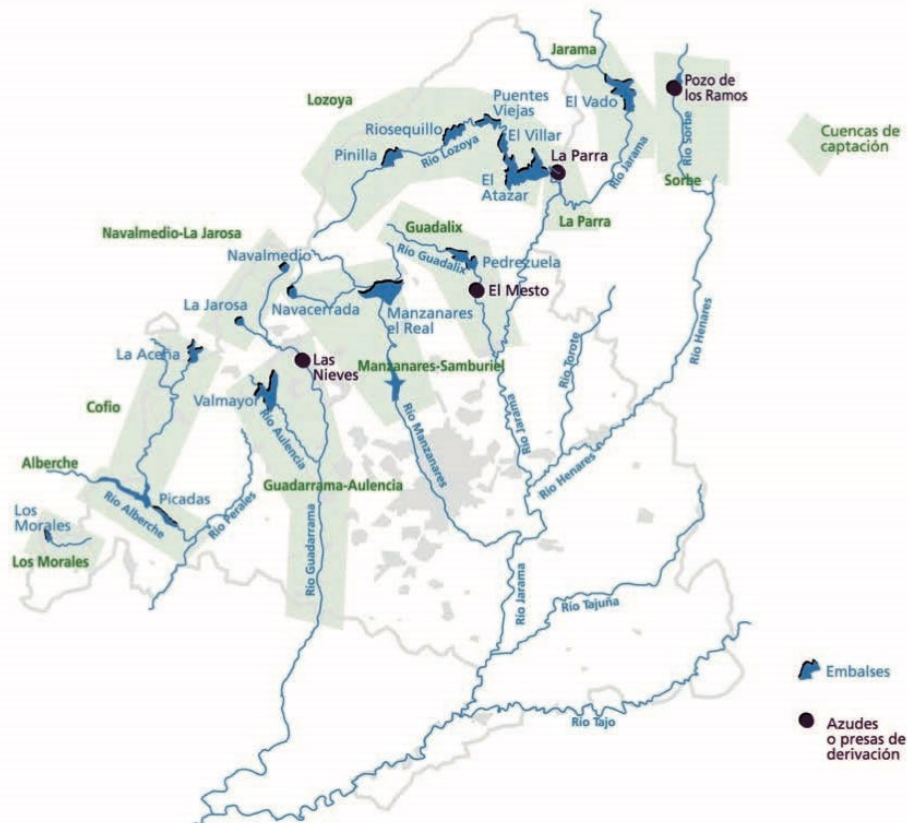 Jarama
Pozo de
los Ramos
El Vado
Lozoya
Puentes
Viejas
Riosequillo
El Villar
Cuencas de
captación
Pinilla
Río Lozoya
La Parra
Río Jarama
Río Sorbe
El
Atazar
Sorbe
La Parra
Guadalix
Navalmedio-La Jarosa
Navalmedio
Río Guadalix
Pedrezuela
El Mesto
La Jarosa
Navacerrada
Manzanares
el Real
Río Henares
La Aceña
Las
Nieves
Manzanares-Samburiel
Río Torote
Valmayor
Cofio
Río Aulencia
Río Jarama
Río Manzanares
Alberche
Guadarrama-Aulencia
Río Henares
Picadas
Río Alberche
Río Perales
Los
Morales
Los Morales
Río Guadarrama
Río Jarama
Río Tajuña
Embalses
Río Tajo
Azudes
o presas de
derivación